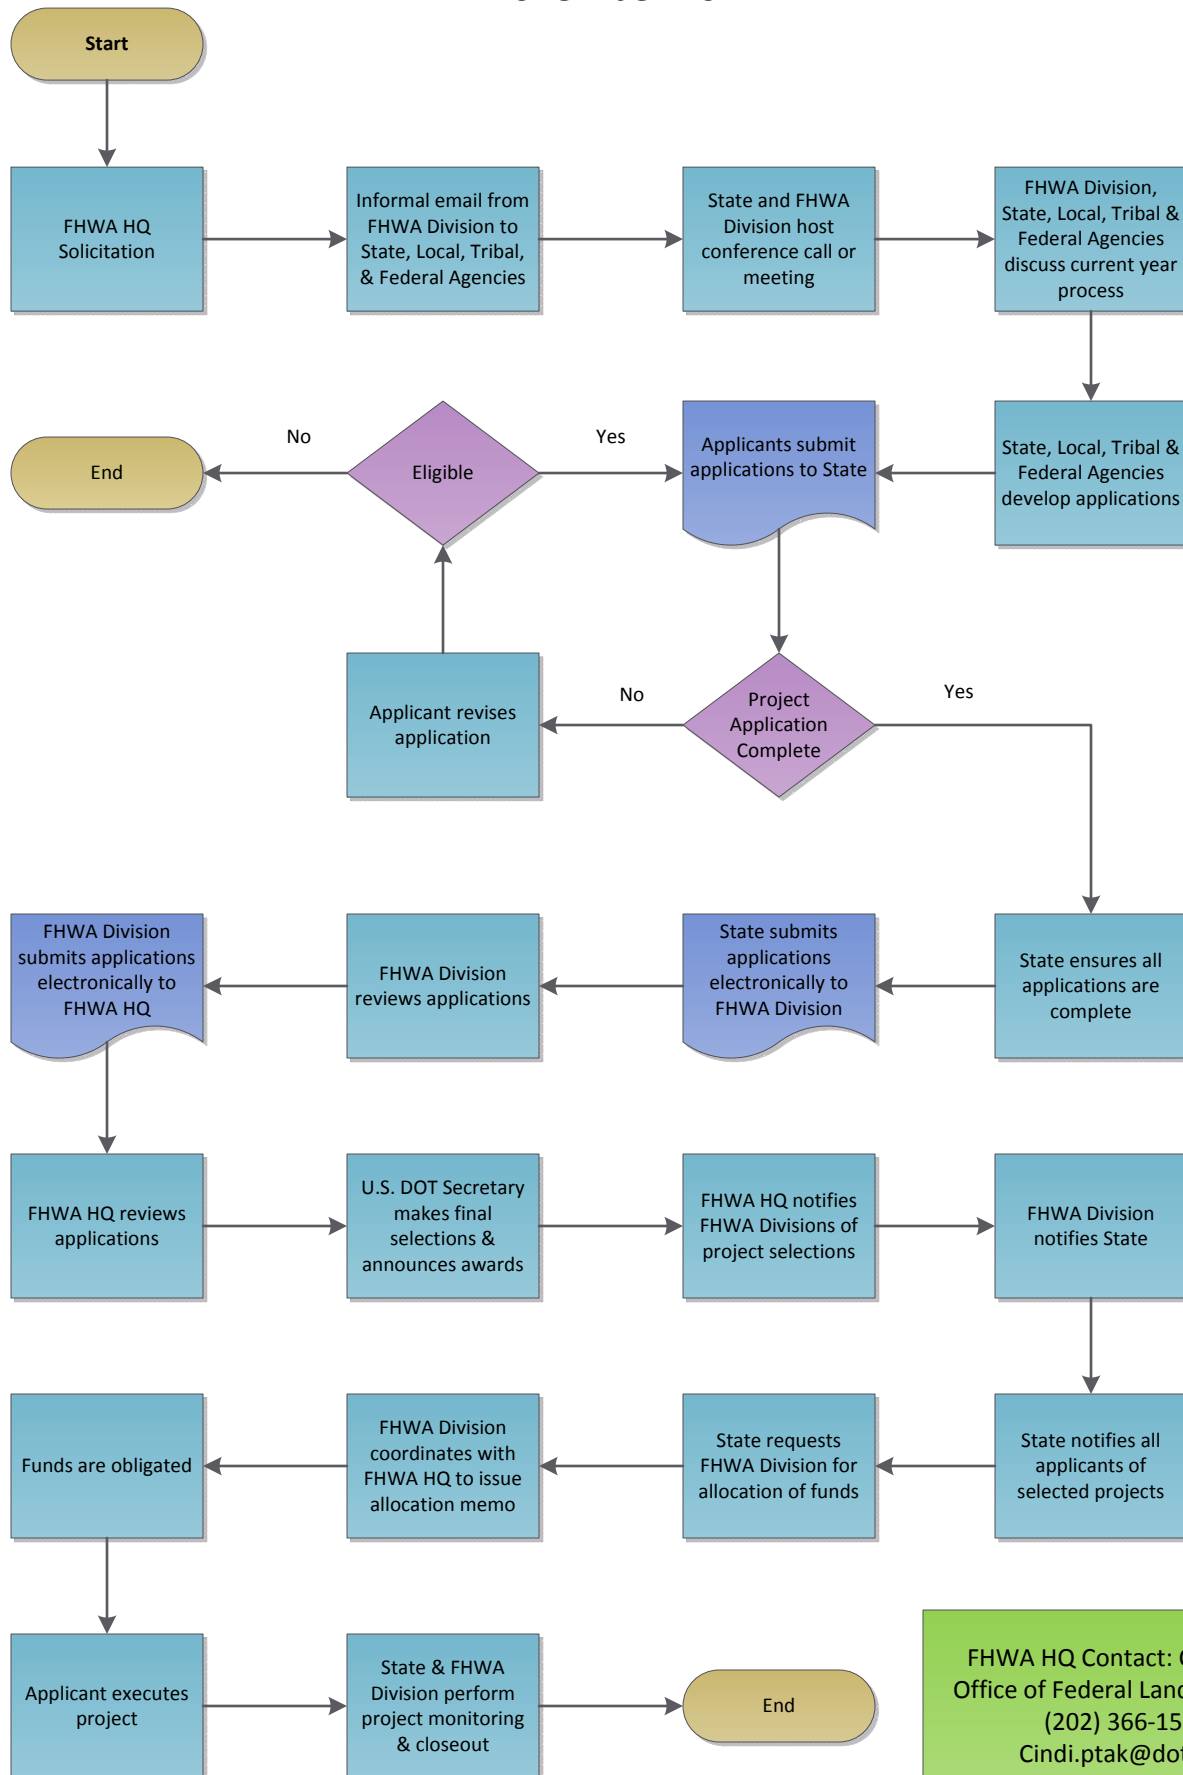 Start
FHWA HQ
Solicitation
Informal email from
FHWA Division to
State, Local, Tribal,
& Federal Agencies
State and FHWA
Division host
conference call or
meeting
FHWA Division,
State, Local, Tribal &
Federal Agencies
discuss current year
process
End
No
Eligible
Yes
Applicants submit
applications to State
State, Local, Tribal &
Federal Agencies
develop applications
Applicant revises
application
No
Project
Application
Complete
Yes
FHWA Division
submits applications
electronically to
FHWA HQ
FHWA Division
reviews applications
State submits
applications
electronically to
FHWA Division
State ensures all
applications are
complete
FHWA HQ reviews
applications
U.S. DOT Secretary
makes final
selections &
announces awards
FHWA HQ notifies
FHWA Divisions of
project selections
FHWA Division
notifies State
Funds are obligated
FHWA Division
coordinates with
FHWA HQ to issue
allocation memo
State requests
FHWA Division for
allocation of funds
State notifies all
applicants of
selected projects
Applicant executes
project
State & FHWA
Division perform
project monitoring
& closeout
End
FHWA HQ Contact:
Office of Federal
(202) 366-15
Cindi.ptak@dot